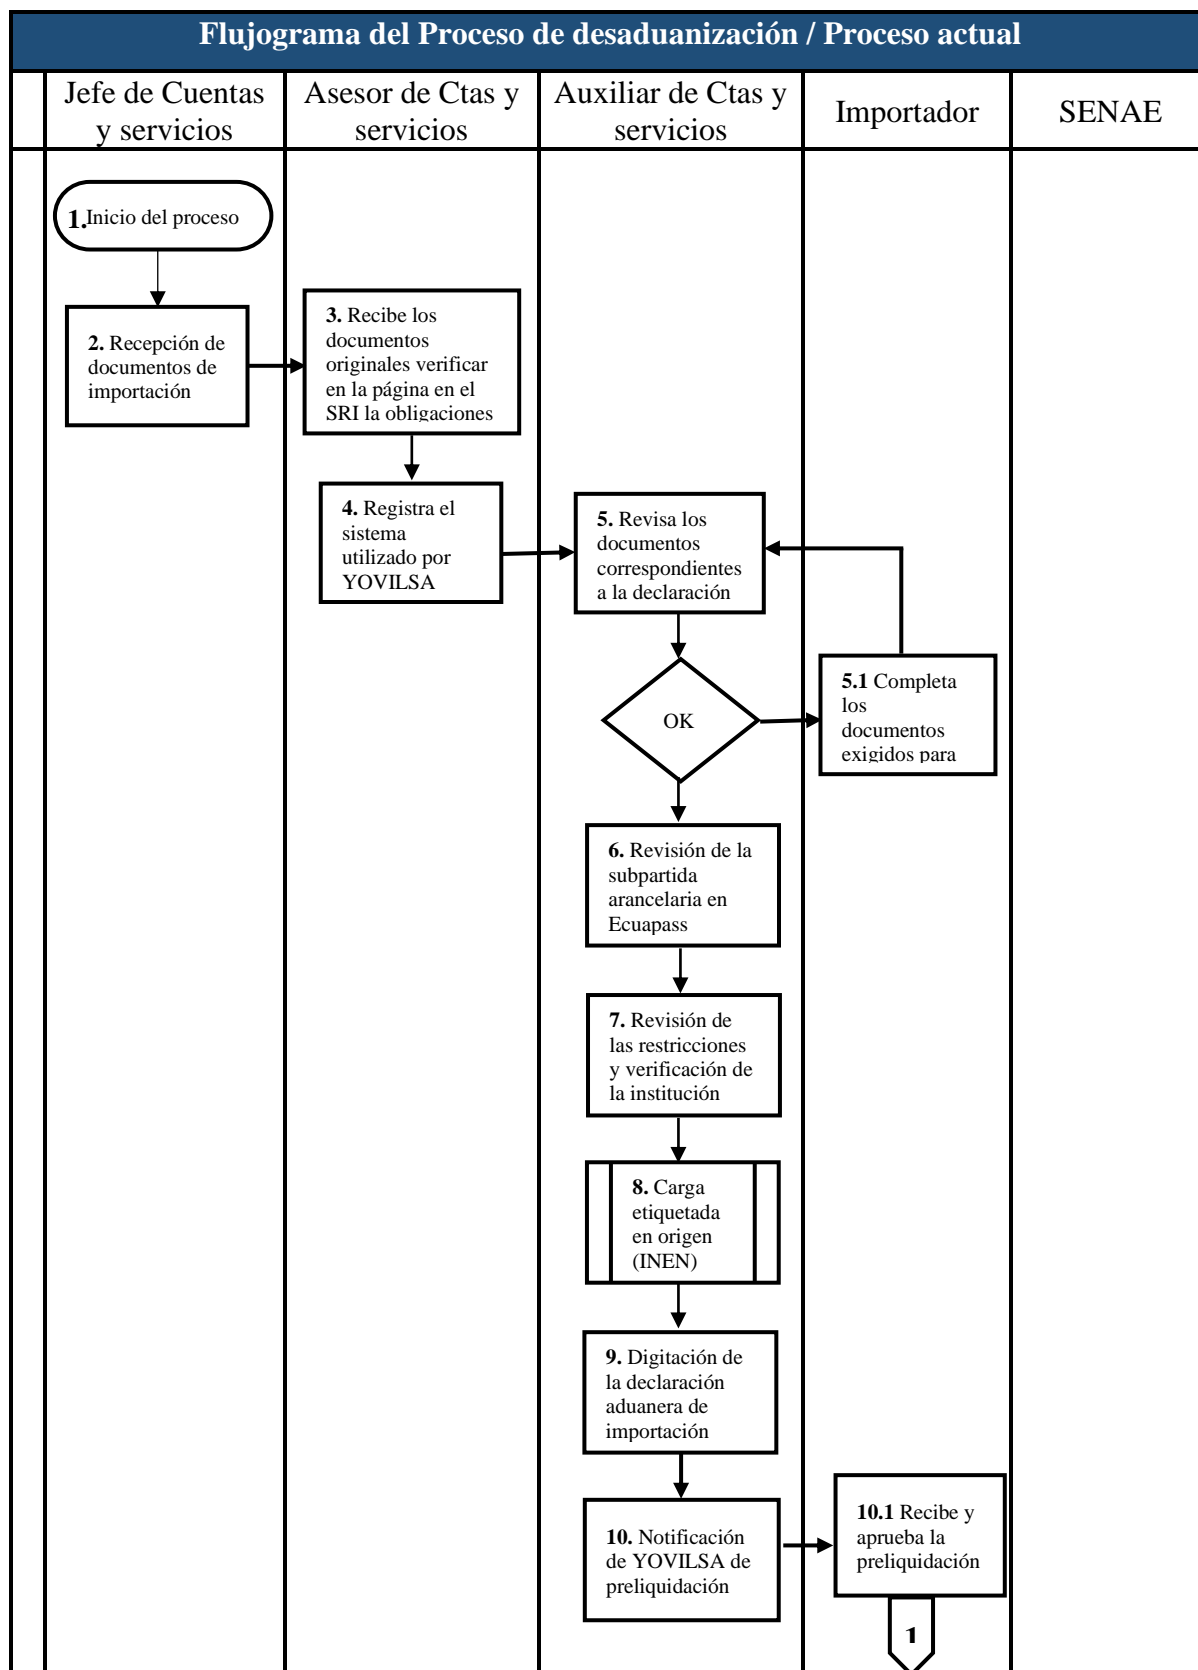 Flujograma del Proceso de desaduanización / Proceso actual
Jefe de Cuentas
y servicios
Asesor de Ctas y
servicios
Auxiliar de Ctas y
servicios
Importador
SENAE
1.Inicio del proceso
2. Recepción de
documentos de
importación
3. Recibe los
documentos
originales verificar
en la página en el
SRI la obligaciones
4. Registra el
sistema
utilizado por
YOVILSA
5. Revisa los
documentos
correspondientes
a la declaración
OK
5.1 Completa
los
documentos
exigidos para
6. Revisión de la
subpartida
arancelaria en
Ecuapass
7. Revisión de
las restricciones
y verificación de
la institución
8. Carga
etiquetada
en origen
(INEN)
9. Digitación de
la declaración
aduanera de
importación
10. Notificación
de YOVILSA de
preliquidación
10.1 Recibe y
aprueba la
preliquidación
1